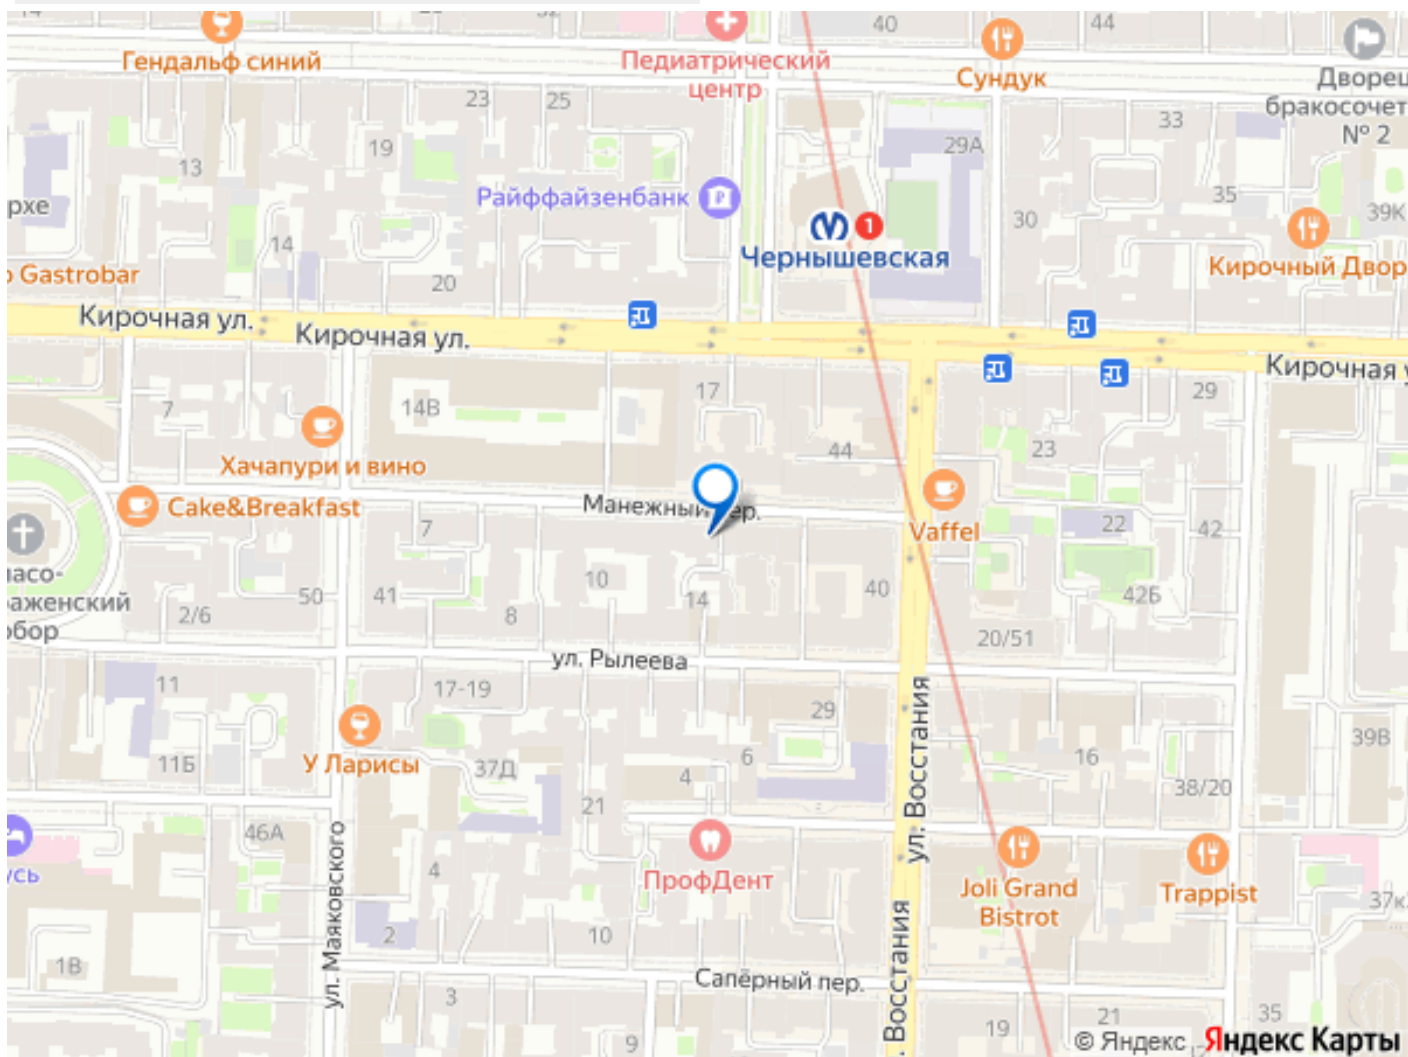 40
44
Гендальф синий
Педиатрический
центр
Сундук
Дворец
бракосочет
№ 2
23
25
33
19
29А
13
35
рхе
Райффайзенбанк
39К
30
1
14
Чернышевская
Gastrobar
20
Кирочный Двор
Кирочная ул.
Кирочная ул.
Кирочная у
17
29
14В
7
44
23
Хачапури и вино
Cake&Breakfast
Манежный пер.
7
Vaffel
22
42
10
50
41
40
14
42Б
8
2/6
20/51
ул. Рылеева
11
17-19
29
39В
У Ларисы
37Д
11Б
6
4
16
38/20
21
46А
ул. Маяковского
ул. Восстания
ПрофДент
4
Joli Grand
Bistrot
Trappist
37к
2
10
1В
Сапёрный пер.
3
. Восстания
9
19
21
35
© Яндекс Яндекс Карты